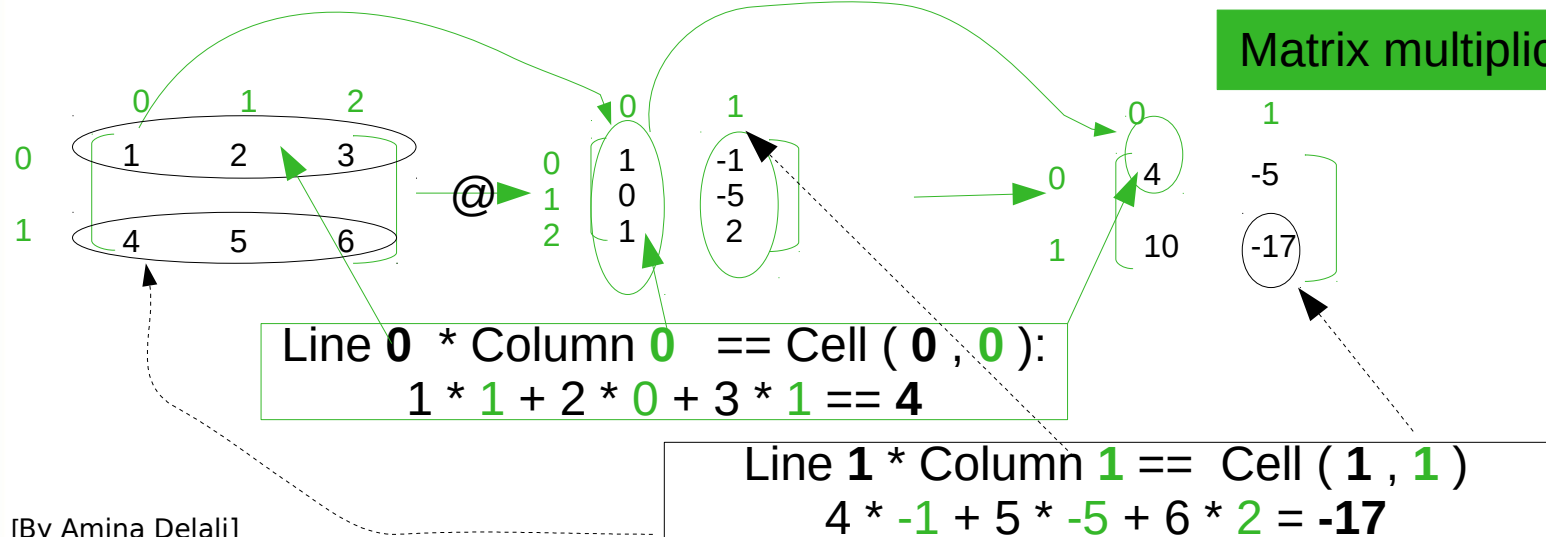 Matrix multiplic
0 1 2
0 1
0 1
0 1 2 3
1 4 5 6
@
0 1 -1
1 0 -5
2 1 2
0 4 -5
1 10 -17
Line 0 * Column 0 == Cell ( 0 , 0 ):
1 * 1 + 2 * 0 + 3 * 1 == 4
Line 1 * Column 1 == Cell ( 1 , 1 )
4 * -1 + 5 * -5 + 6 * 2 = -17
[By Amina Delali]